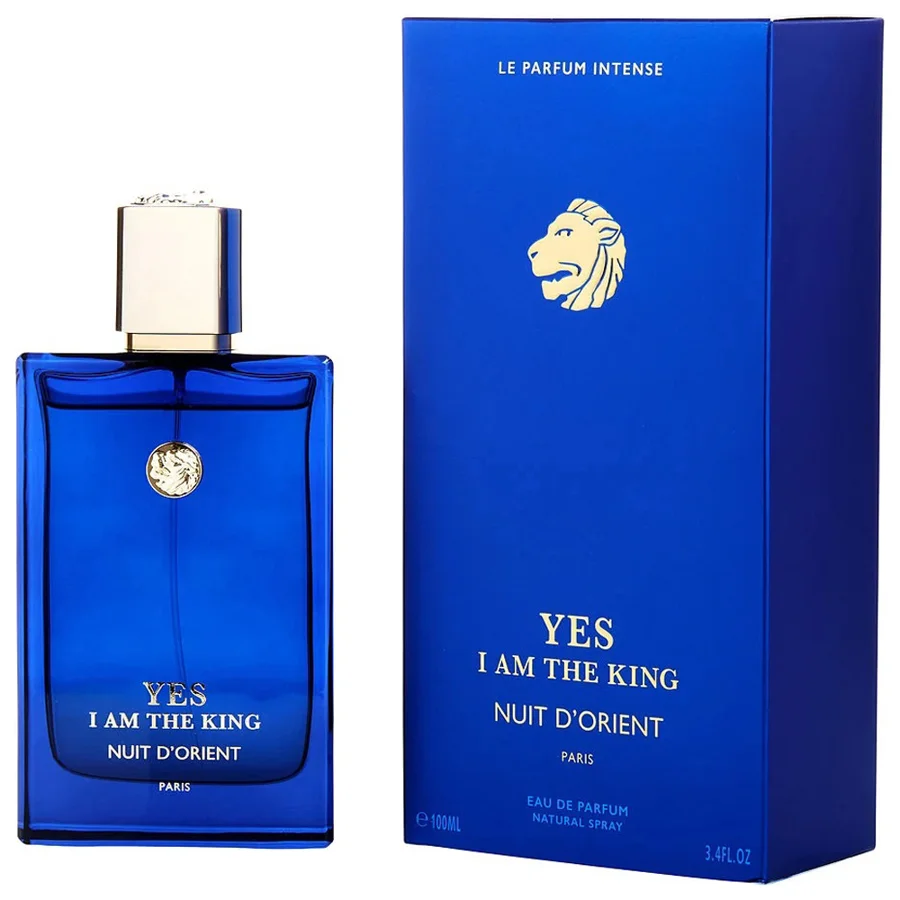 YES
I AM THE KING
NUIT D'ORIENT
PARIS
LE PARFUM INTENSE
YES
I AM THE KING
NUIT D'ORIENT
PARIS
EAU DE PARFUM
NATURAL SPRAY
℮100ML
3.4FL.OZ